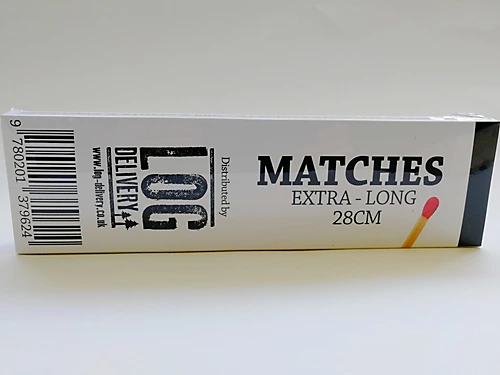 MATCHES
EXTRA - LONG
28CM
Distributed by
LOG
DELIVERY
www.log-delivery.co.uk
9 780201 379624